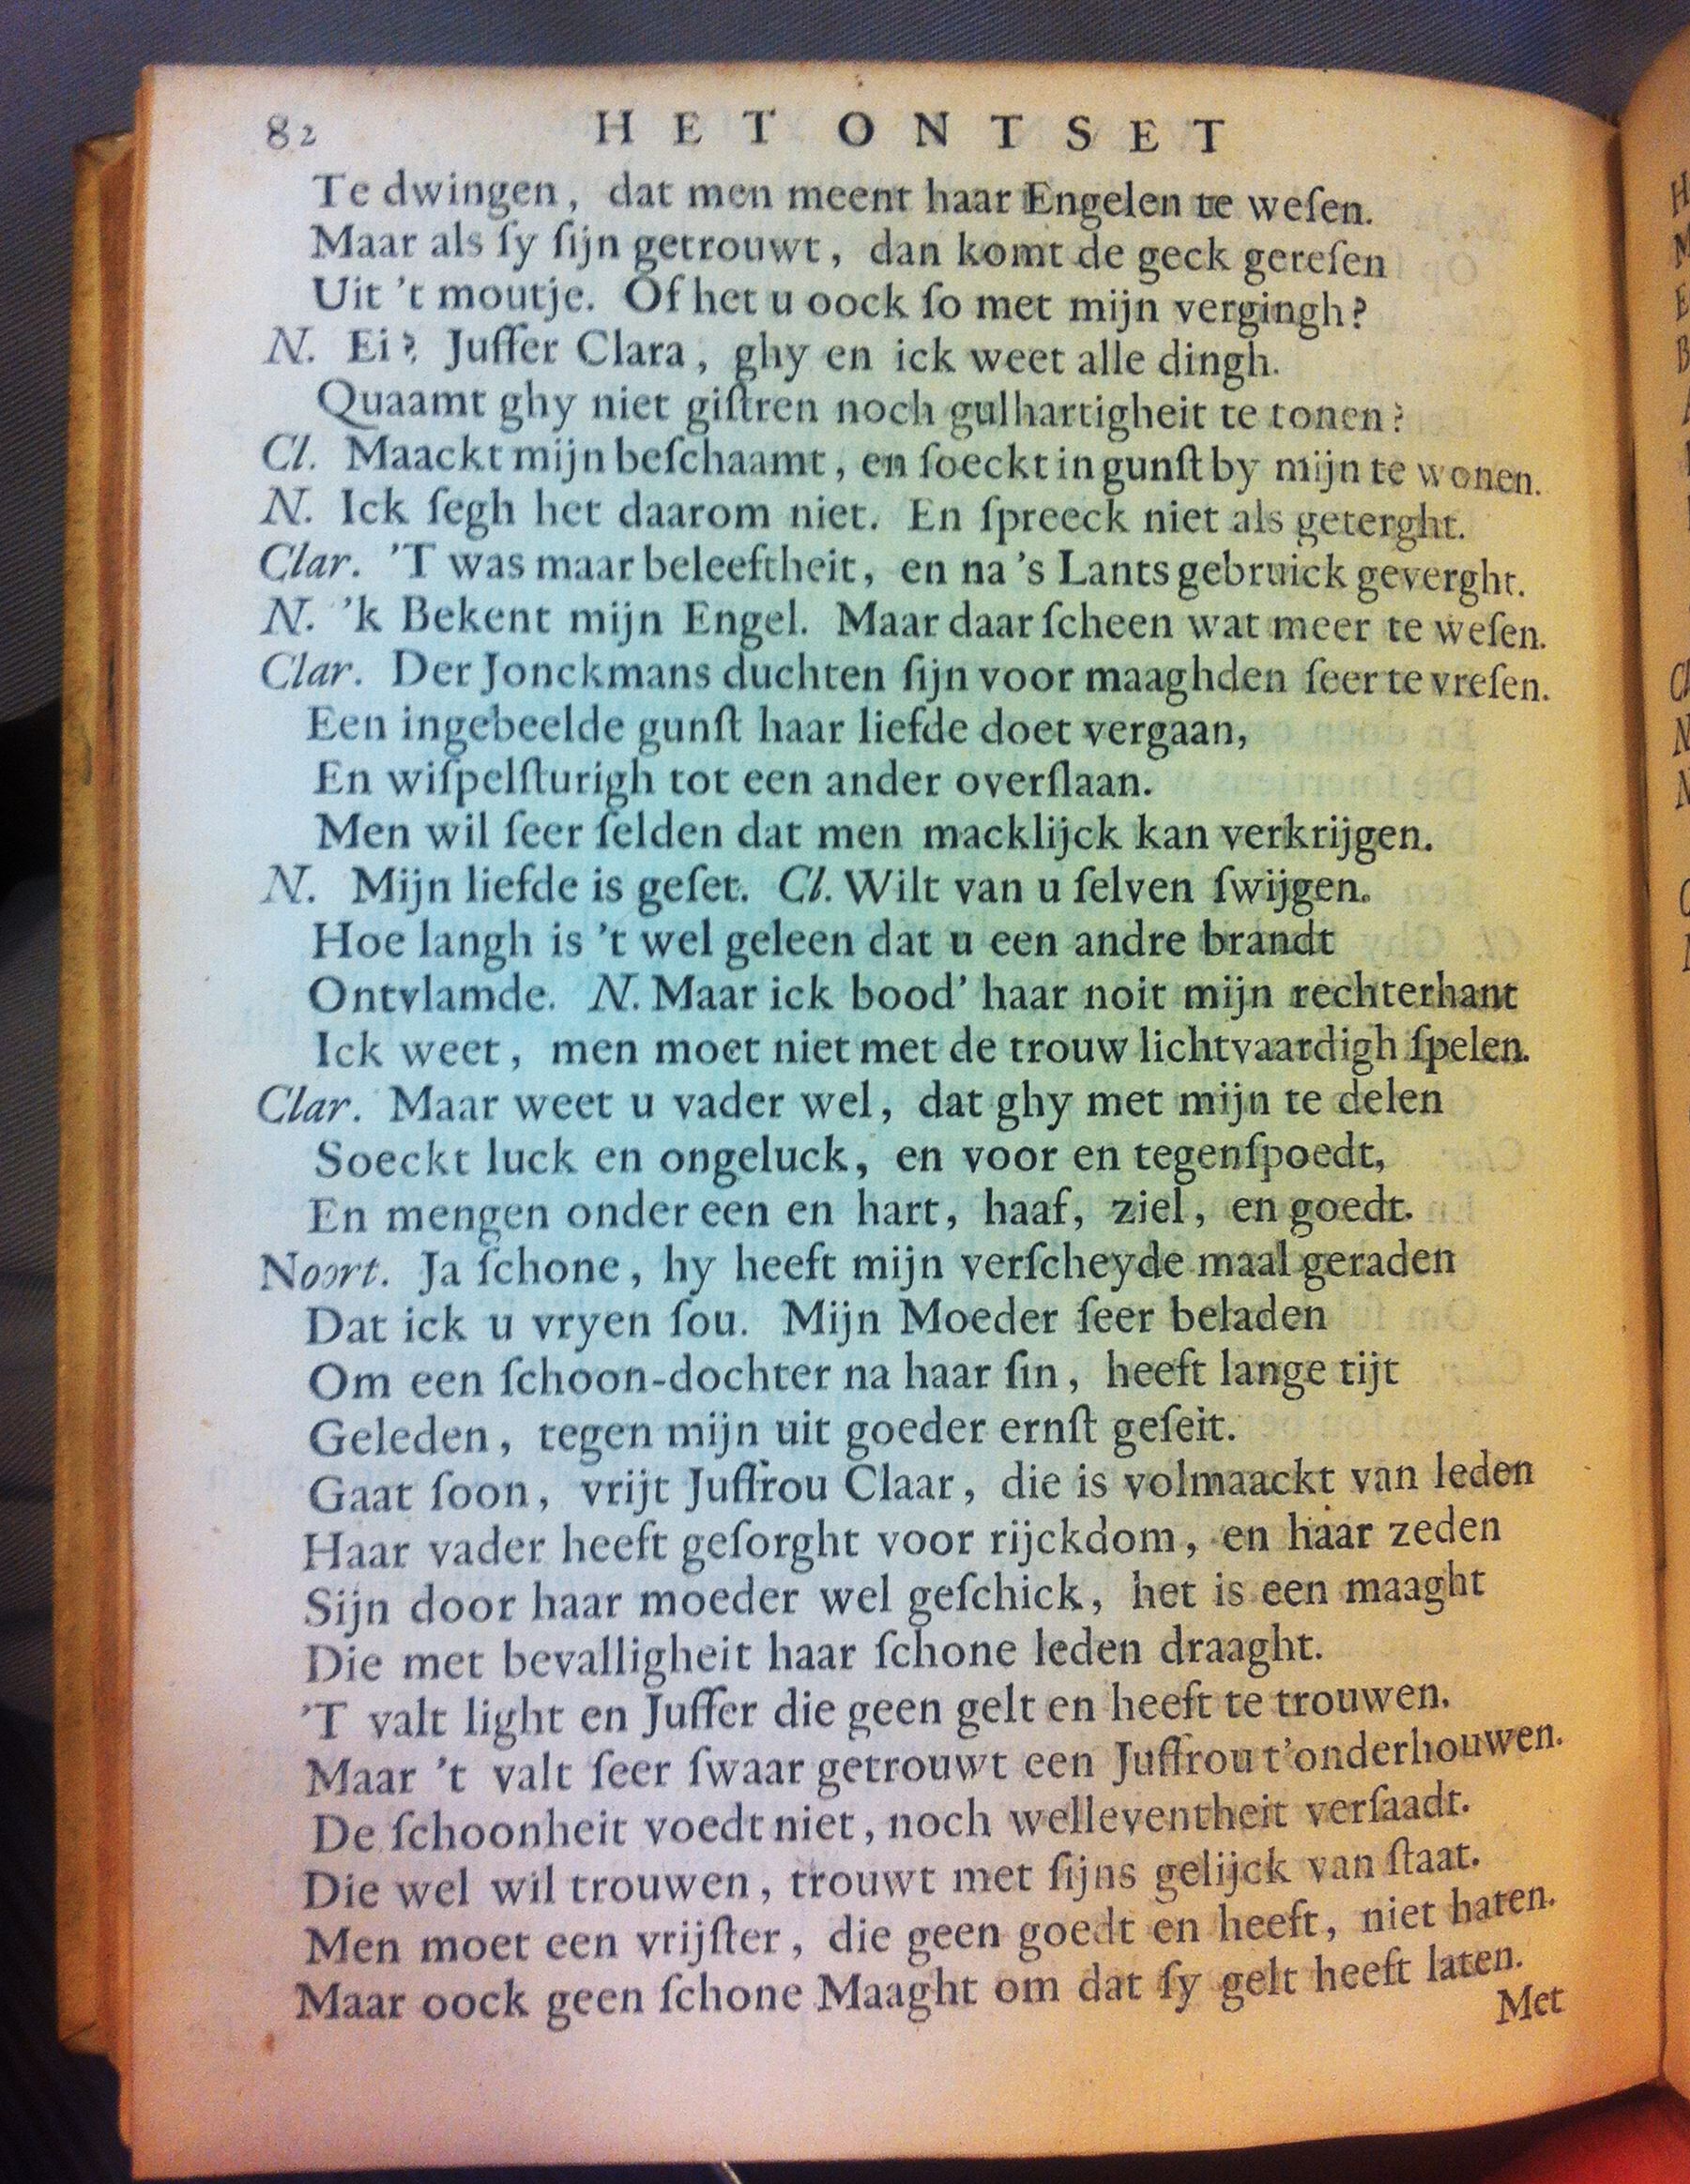 82 HET ONTSET
Te dwingen, dat men meent haar Engelen te weſen.
Maar als ſy ſijn getrouwt, dan komt de geck gereſen
Uit 't moutje. Of het u oock ſo met mijn vergingh?
N. Ei? Juffer Clara, ghy en ick weet alle dingh.
Quaamt ghy niet giſtren noch gulhartigheit te tonen?
Cl. Maackt mijn beſchaamt, en ſoeckt in gunſt by mijn te wonen.
N. Ick ſegh het daarom niet. En ſpreeck niet als geterght.
Clar. 'T was maar beleeftheit, en na 's Lants gebruick geverght.
N. 'k Bekent mijn Engel. Maar daar ſcheen wat meer te weſen.
Clar. Der Jonckmans duchten ſijn voor maaghden ſeer te vreſen.
Een ingebeelde gunſt haar liefde doet vergaan,
En wiſpelſturigh tot een ander overſlaan.
Men wil ſeer ſelden dat men macklijck kan verkrijgen.
N. Mijn liefde is geſet. Cl. Wilt van u ſelven ſwijgen.
Hoe langh is 't wel geleen dat u een andre brandt
Ontvlamde. N. Maar ick bood' haar noit mijn rechterhant
Ick weet, men moet niet met de trouw lichtvaardigh ſpelen.
Clar. Maar weet u vader wel, dat ghy met mijn te delen
Soeckt luck en ongeluck, en voor en tegenſpoedt,
En mengen onder een en hart, haaf, ziel, en goedt.
Noort. Ja ſchone, hy heeft mijn verſcheyde maal geraden
Dat ick u vryen ſou. Mijn Moeder ſeer beladen
Om een ſchoon-dochter na haar ſin, heeft lange tijt
Geleden, tegen mijn uit goeder ernſt geſeit.
Gaat ſoon, vrijt Juffrou Claar, die is volmaackt van leden
Haar vader heeft geſorght voor rijckdom, en haar zeden
Sijn door haar moeder wel geſchick, het is een maaght
Die met bevalligheit haar ſchone leden draaght.
'T valt light en Juffer die geen gelt en heeft te trouwen.
Maar 't valt ſeer ſwaar getrouwt een Juffrou t'onderhouwen.
De ſchoonheit voedt niet, noch welleventheit verſaadt.
Die wel wil trouwen, trouwt met ſijns gelijck van ſtaat.
Men moet een vrijſter, die geen goedt en heeft, niet haten.
Maar oock geen ſchone Maaght om dat ſy gelt heeft laten.
Met